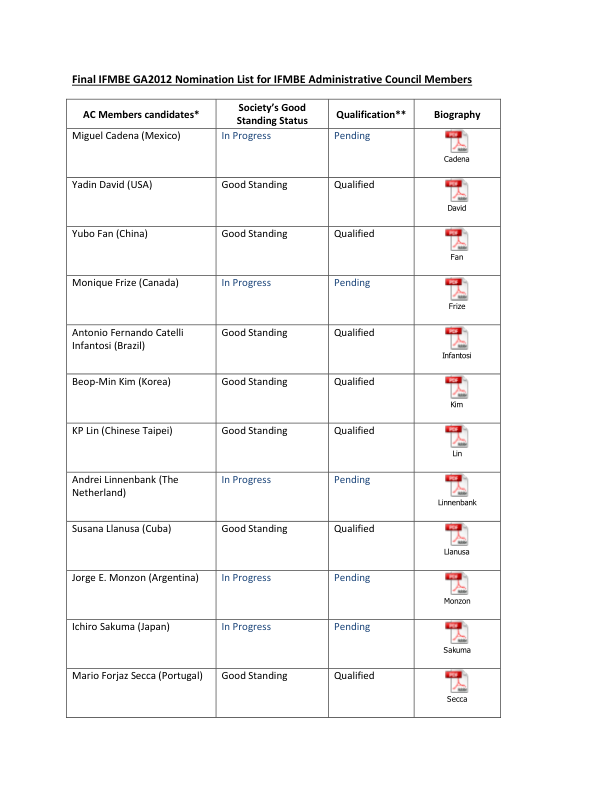 Final IFMBE GA2012 Nomination List for IFMBE Administrative Council Members
AC Members candidates*
Society's Good
Standing Status
Qualification**
Biography
Miguel Cadena (Mexico)
In Progress
Pending
PDF
Cadena
Yadin David (USA)
Good Standing
Qualified
PDF
David
Yubo Fan (China)
Good Standing
Qualified
PDF
Fan
Monique Frize (Canada)
In Progress
Pending
PDF
Frize
Antonio Fernando Catelli
Infantosi (Brazil)
Good Standing
Qualified
PDF
Infantosi
Beop-Min Kim (Korea)
Good Standing
Qualified
PDF
Kim
KP Lin (Chinese Taipei)
Good Standing
Qualified
PDF
Lin
Andrei Linnenbank (The
Netherland)
In Progress
Pending
PDF
Linnenbank
Susana Llanusa (Cuba)
Good Standing
Qualified
PDF
Llanusa
Jorge E. Monzon (Argentina)
In Progress
Pending
PDF
Monzon
Ichiro Sakuma (Japan)
In Progress
Pending
PDF
Sakuma
Mario Forjaz Secca (Portugal)
Good Standing
Qualified
PDF
Secca